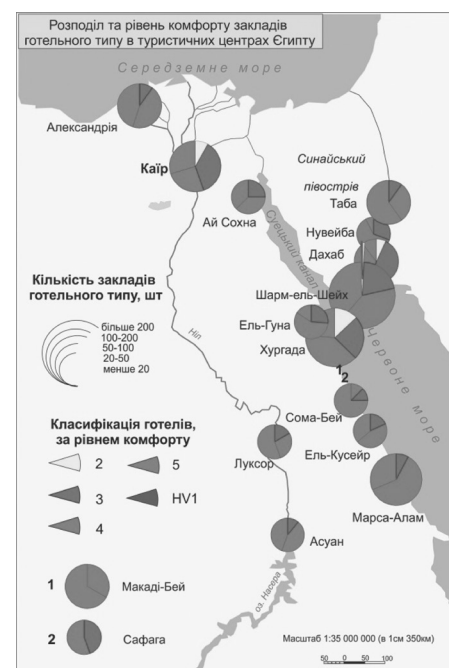 Розподіл та рівень комфорту закладів
готельного типу в туристичних центрах Єгипту
Середземне море
Александрія
Каїр
Синайський
півострів
Ай Сохна
Таба
Нувейба
Дахаб
Суецький канал
Кількість закладів
готельного типу, шт
більше 200
100-200
50-100
20-50
менше 20
Шарм-ель-Шейх
Ель-Гуна
Хургада
Ніл
Червоне море
1
2
Сома-Бей
Класифікація готелів,
за рівнем комфорту
2
5
3
HV1
4
Луксор
Ель-Кусейр
Марса-Алам
Асуан
1
Макаді-Бей
оз. Насера
2
Сафага
Масштаб 1:35 000 000 (в 1см 350км)
50 0 50 100